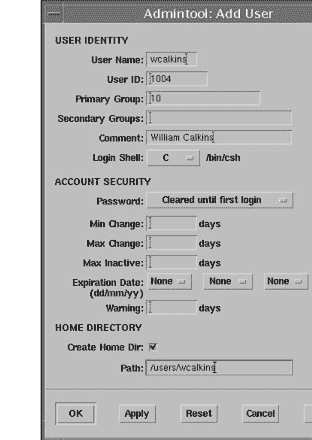 Admintool: Add User
USER IDENTITY
User Name: wcalkins
User ID: 1004
Primary Group: 10
Secondary Groups:
Comment: William Calkins
Login Shell: C /bin/csh
ACCOUNT SECURITY
Password: Cleared until first login
Min Change: days
Max Change: days
Max Inactive: days
Expiration Date: None None None
(dd/mm/yy)
Warning: days
HOME DIRECTORY
Create Home Dir:
Path: /users/wcalkins
OK Apply Reset Cancel